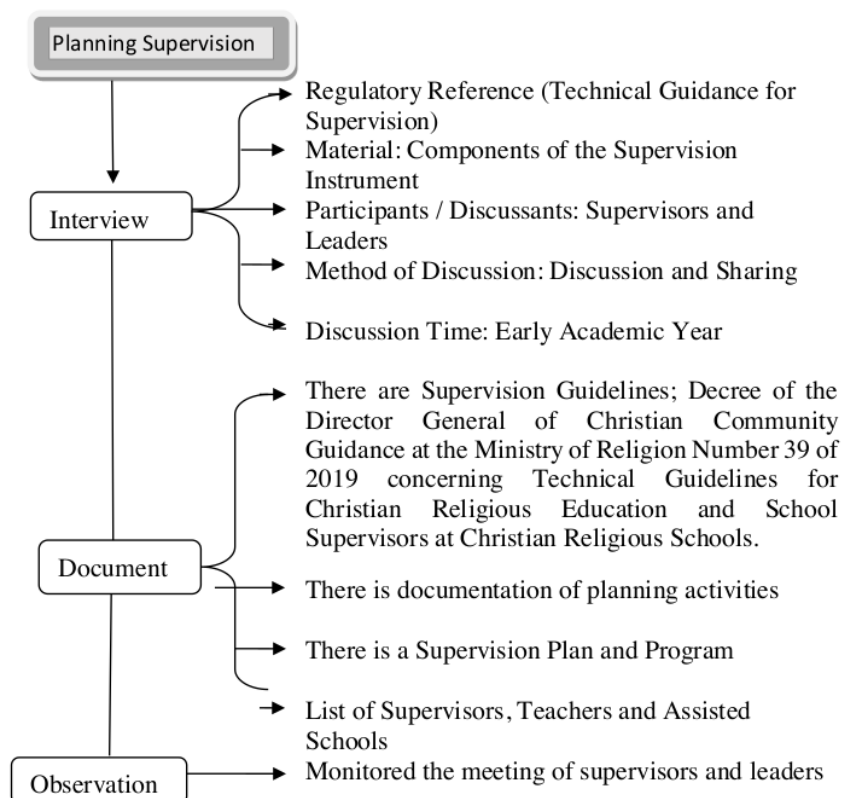 Planning Supervision
Regulatory Reference (Technical Guidance for
Supervision)
Material: Components of the Supervision
Instrument
Interview
Participants / Discussants: Supervisors and
Leaders
Method of Discussion: Discussion and Sharing
Discussion Time: Early Academic Year
There are Supervision Guidelines; Decree of the
Director General of Christian Community
Guidance at the Ministry of Religion Number 39 of
2019 concerning Technical Guidelines for
Christian Religious Education and School
Supervisors at Christian Religious Schools.
Document
There is documentation of planning activities
There is a Supervision Plan and Program
List of Supervisors, Teachers and Assisted
Schools
Observation
Monitored the meeting of supervisors and leaders